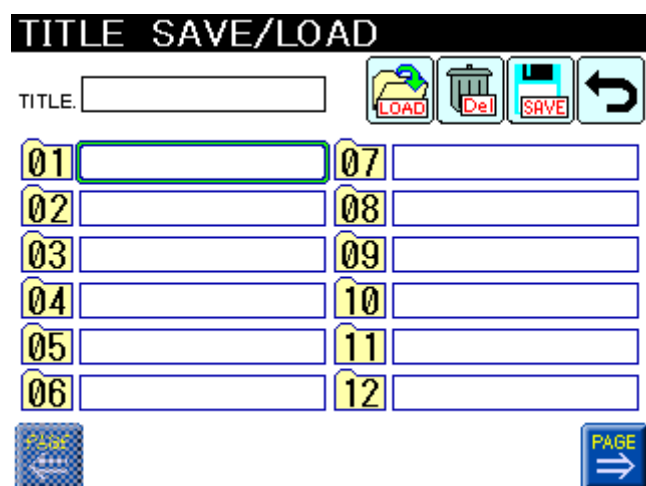 TITLE SAVE/LOAD
TITLE.
LOAD Del SAVE
01 07
02 08
03 09
04 10
05 11
06 12
PAGE PAGE